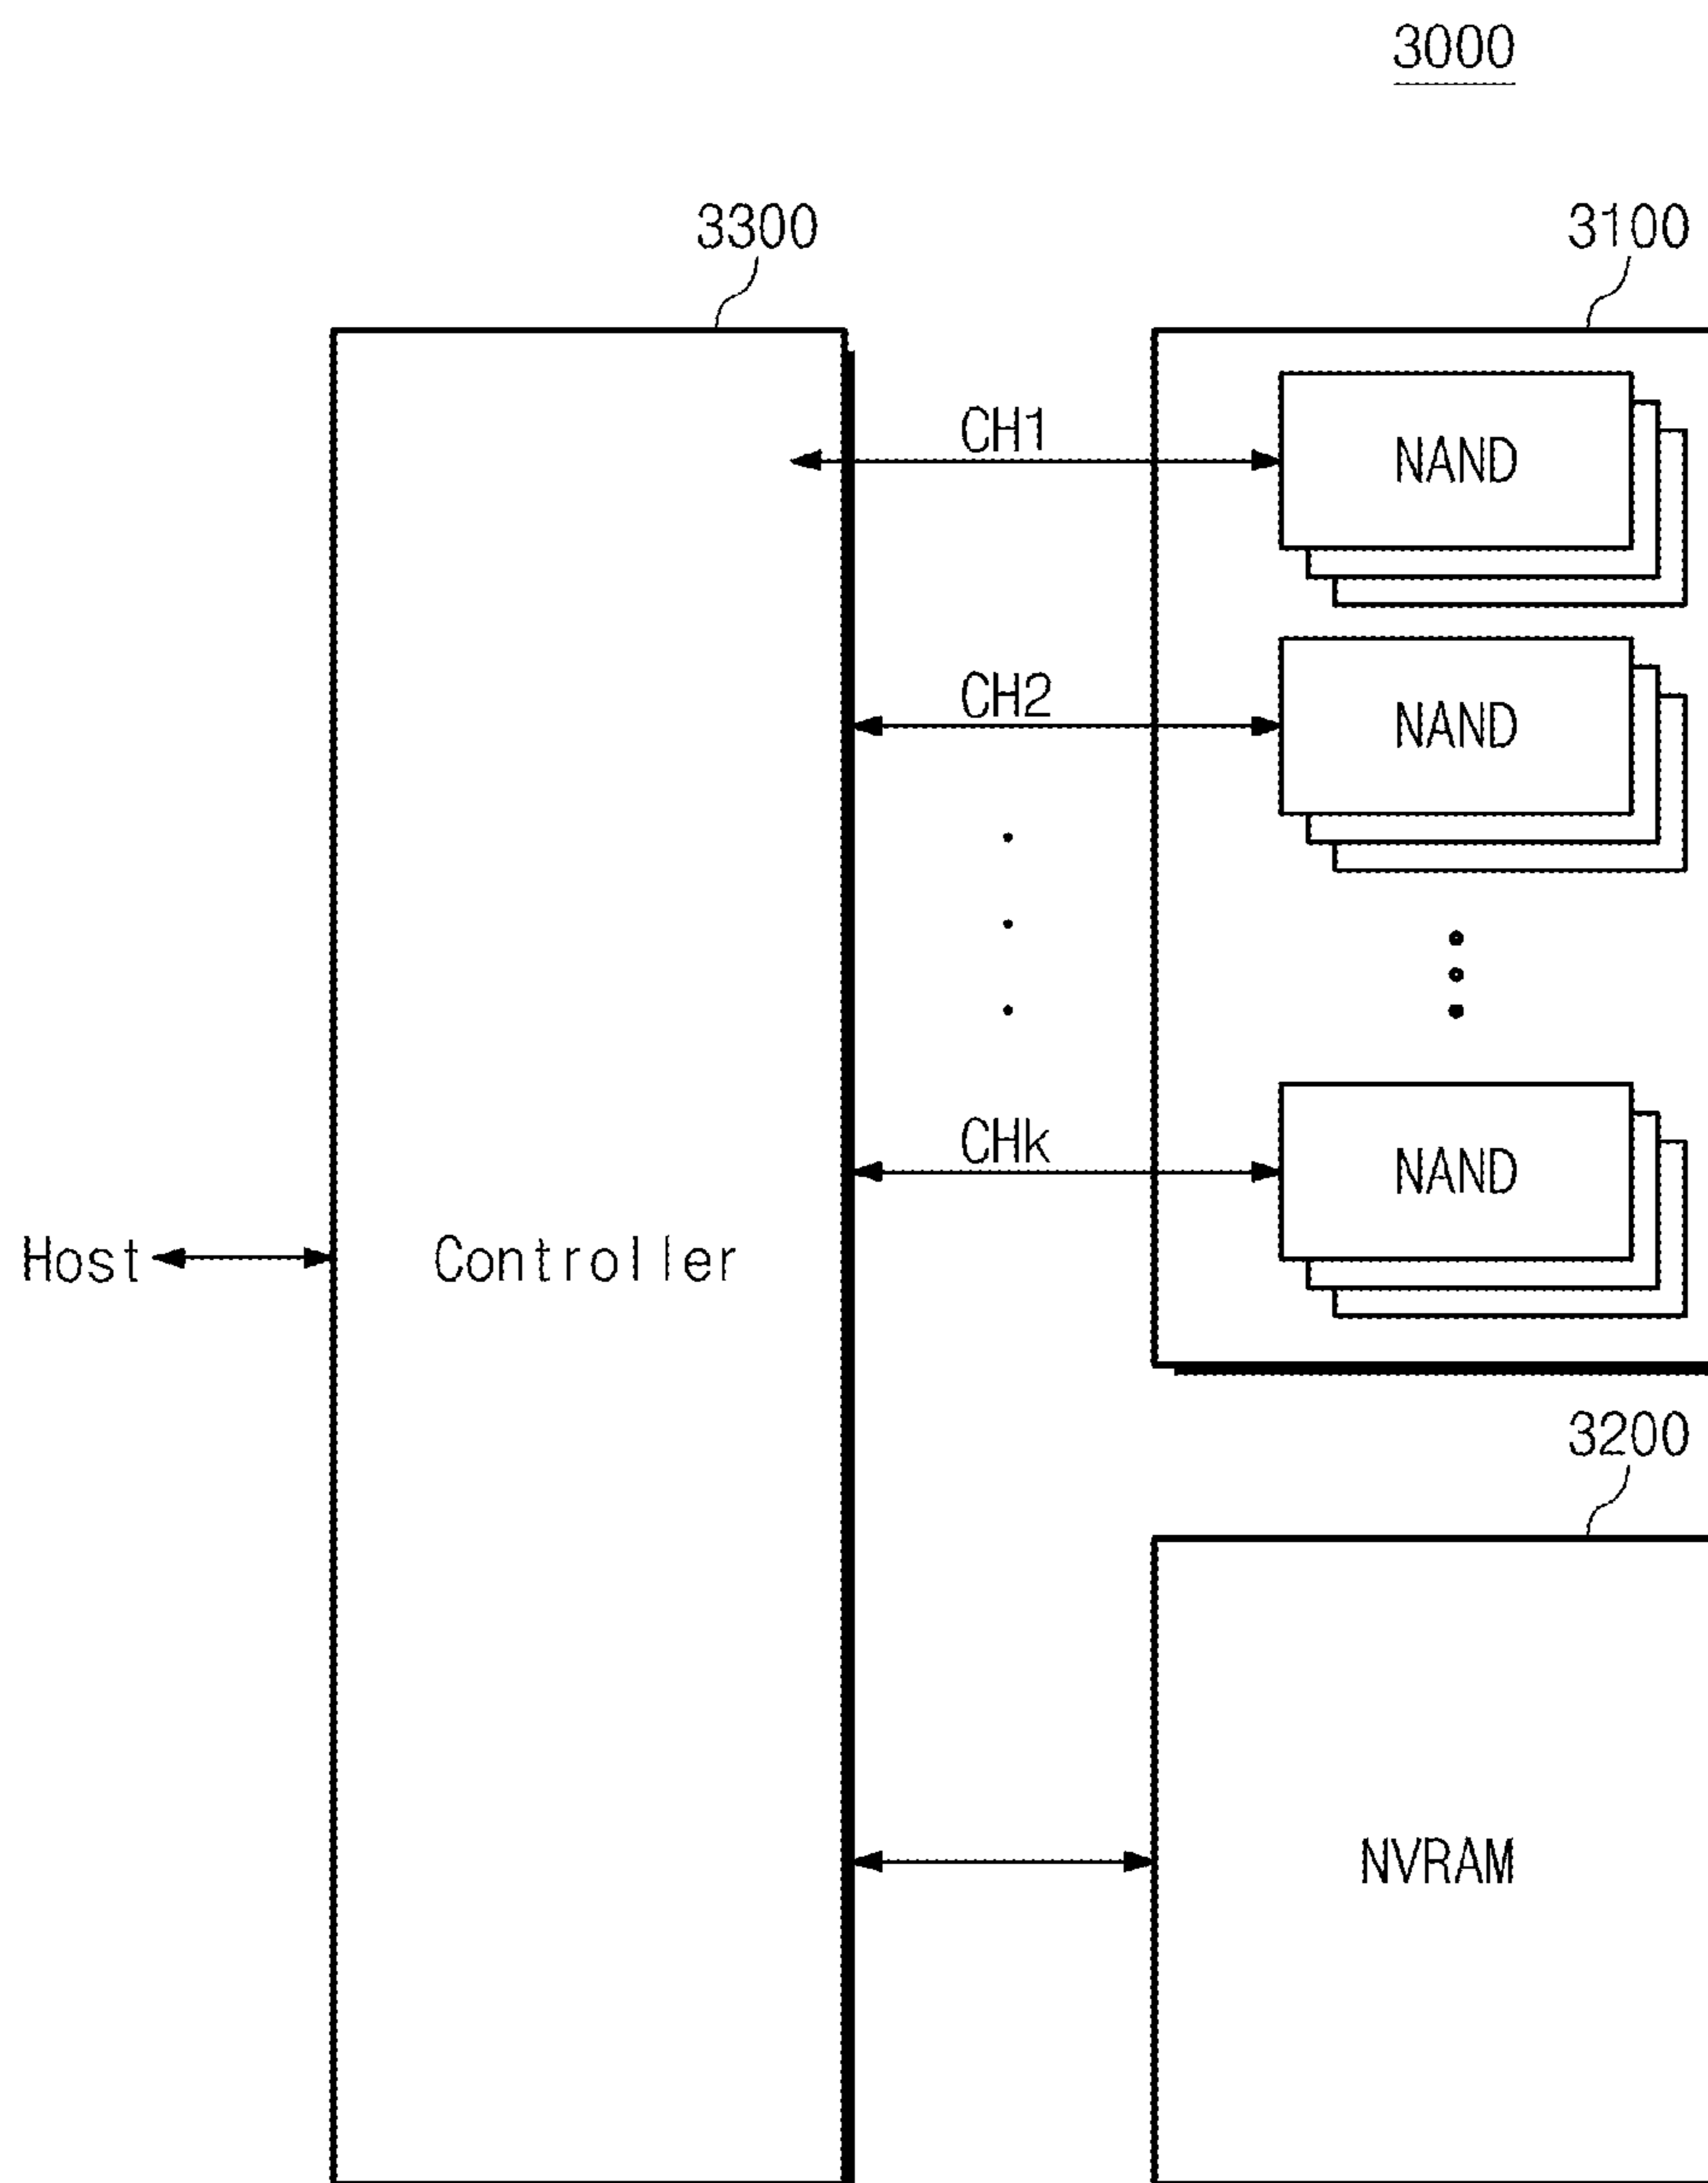 3000
3300
3100
CH1
NAND
CH2
NAND
CHk
NAND
Host
Controller
3200
NVRAM